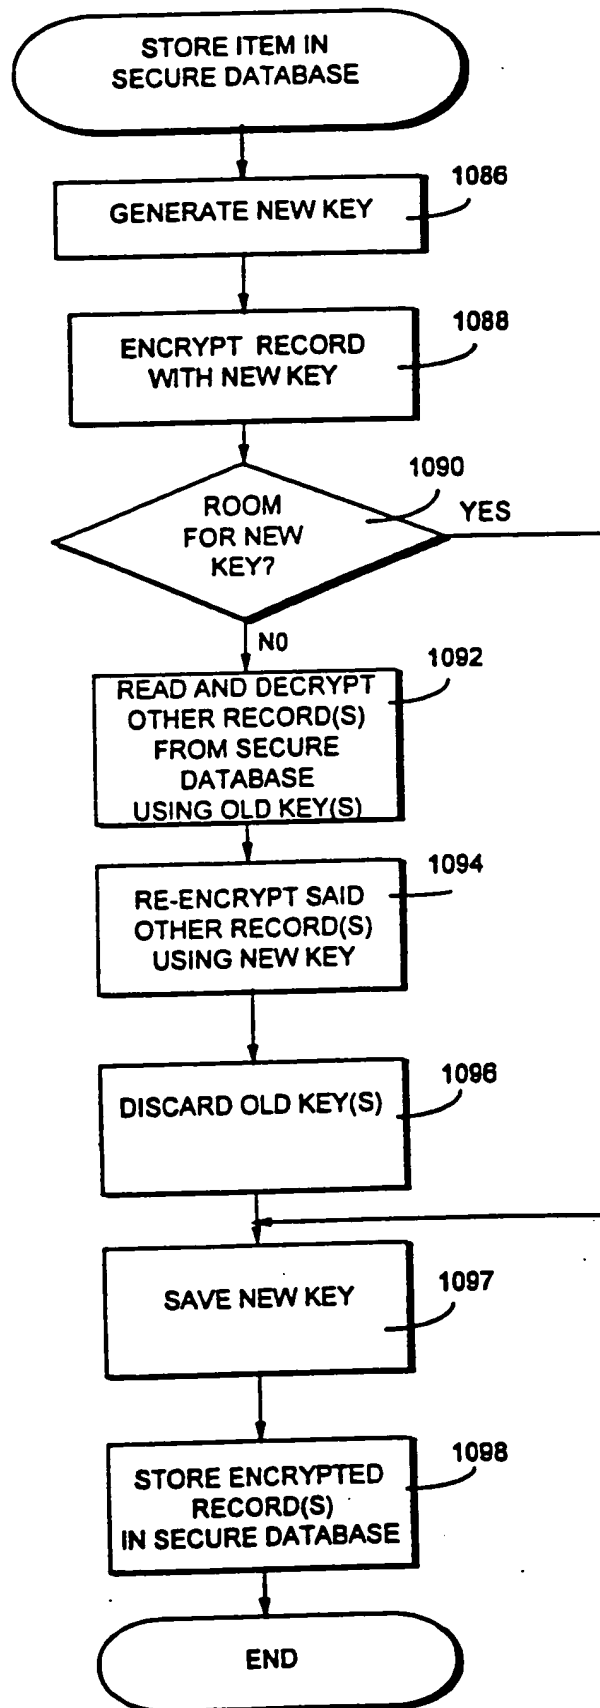 STORE ITEM IN
SECURE DATABASE
1086
GENERATE NEW KEY
1088
ENCRYPT RECORD
WITH NEW KEY
1090
ROOM
FOR NEW
KEY?
YES
NO
1092
READ AND DECRYPT
OTHER RECORD(S)
FROM SECURE
DATABASE
USING OLD KEY(S)
1094
RE-ENCRYPT SAID
OTHER RECORD(S)
USING NEW KEY
1096
DISCARD OLD KEY(S)
SAVE NEW KEY
1097
1098
STORE ENCRYPTED
RECORD(S)
IN SECURE DATABASE
END